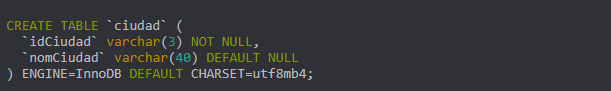 CREATE TABLE `ciudad` (
  `idCiudad` varchar(3) NOT NULL,
  `nomCiudad` varchar(40) DEFAULT NULL
) ENGINE=InnoDB DEFAULT CHARSET=utf8mb4;